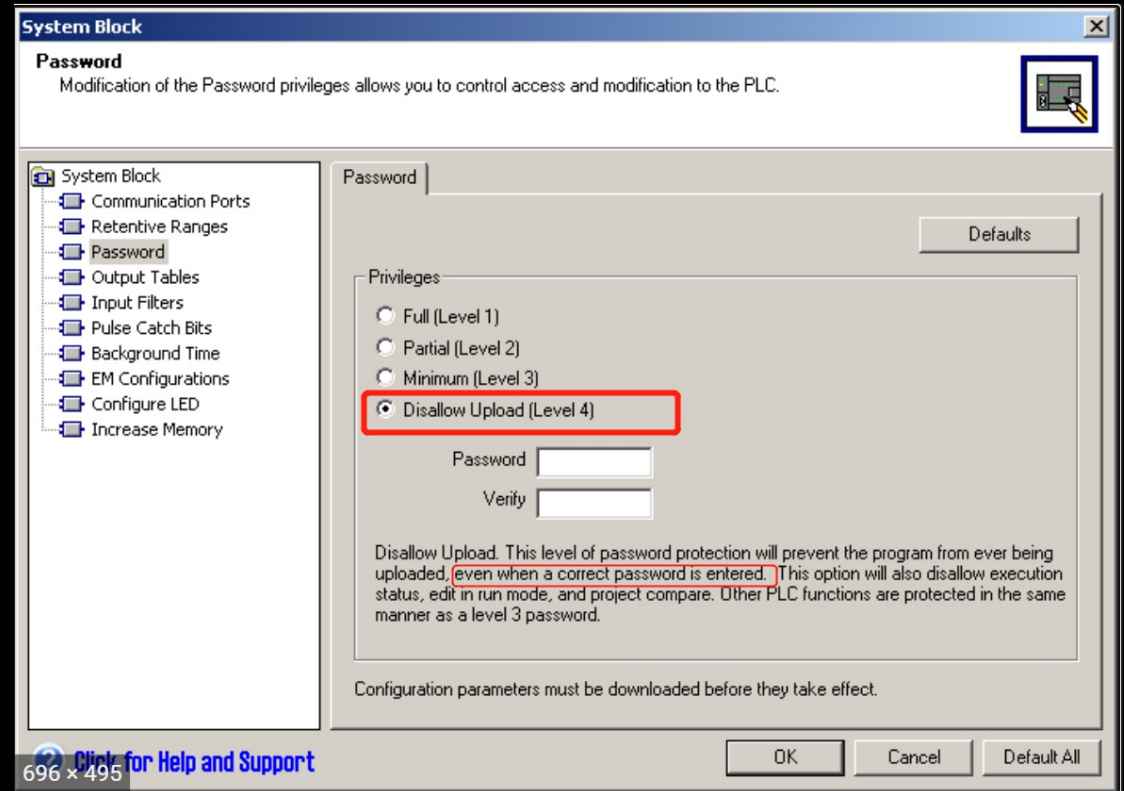 System Block
Password
Modification of the Password privileges allows you to control access and modification to the PLC.
System Block
Communication Ports
Retentive Ranges
Password
Output Tables
Input Filters
Pulse Catch Bits
Background Time
EM Configurations
Configure LED
Increase Memory
Password
Defaults
Privileges
Full (Level 1)
Partial (Level 2)
Minimum (Level 3)
Disallow Upload (Level 4)
Password
Verify
Disallow Upload. This level of password protection will prevent the program from ever being
uploaded, even when a correct password is entered. This option will also disallow execution
status, edit in run mode, and project compare. Other PLC functions are protected in the same
manner as a level 3 password.
Configuration parameters must be downloaded before they take effect.
Click for Help and Support
696 × 495
OK
Cancel
Default All